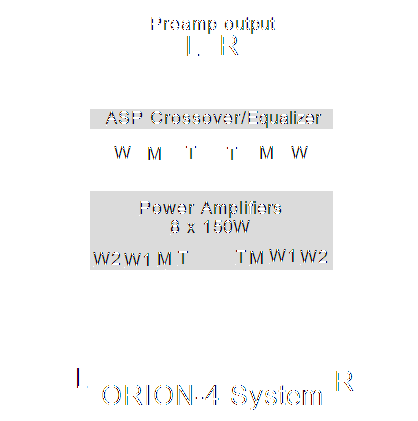 Preamp output
L R
ASP Crossover/Equalizer
W M T T M W
Power Amplifiers
8 x 150W
W2 W1 M T T M W1 W2
L R
ORION-4 System